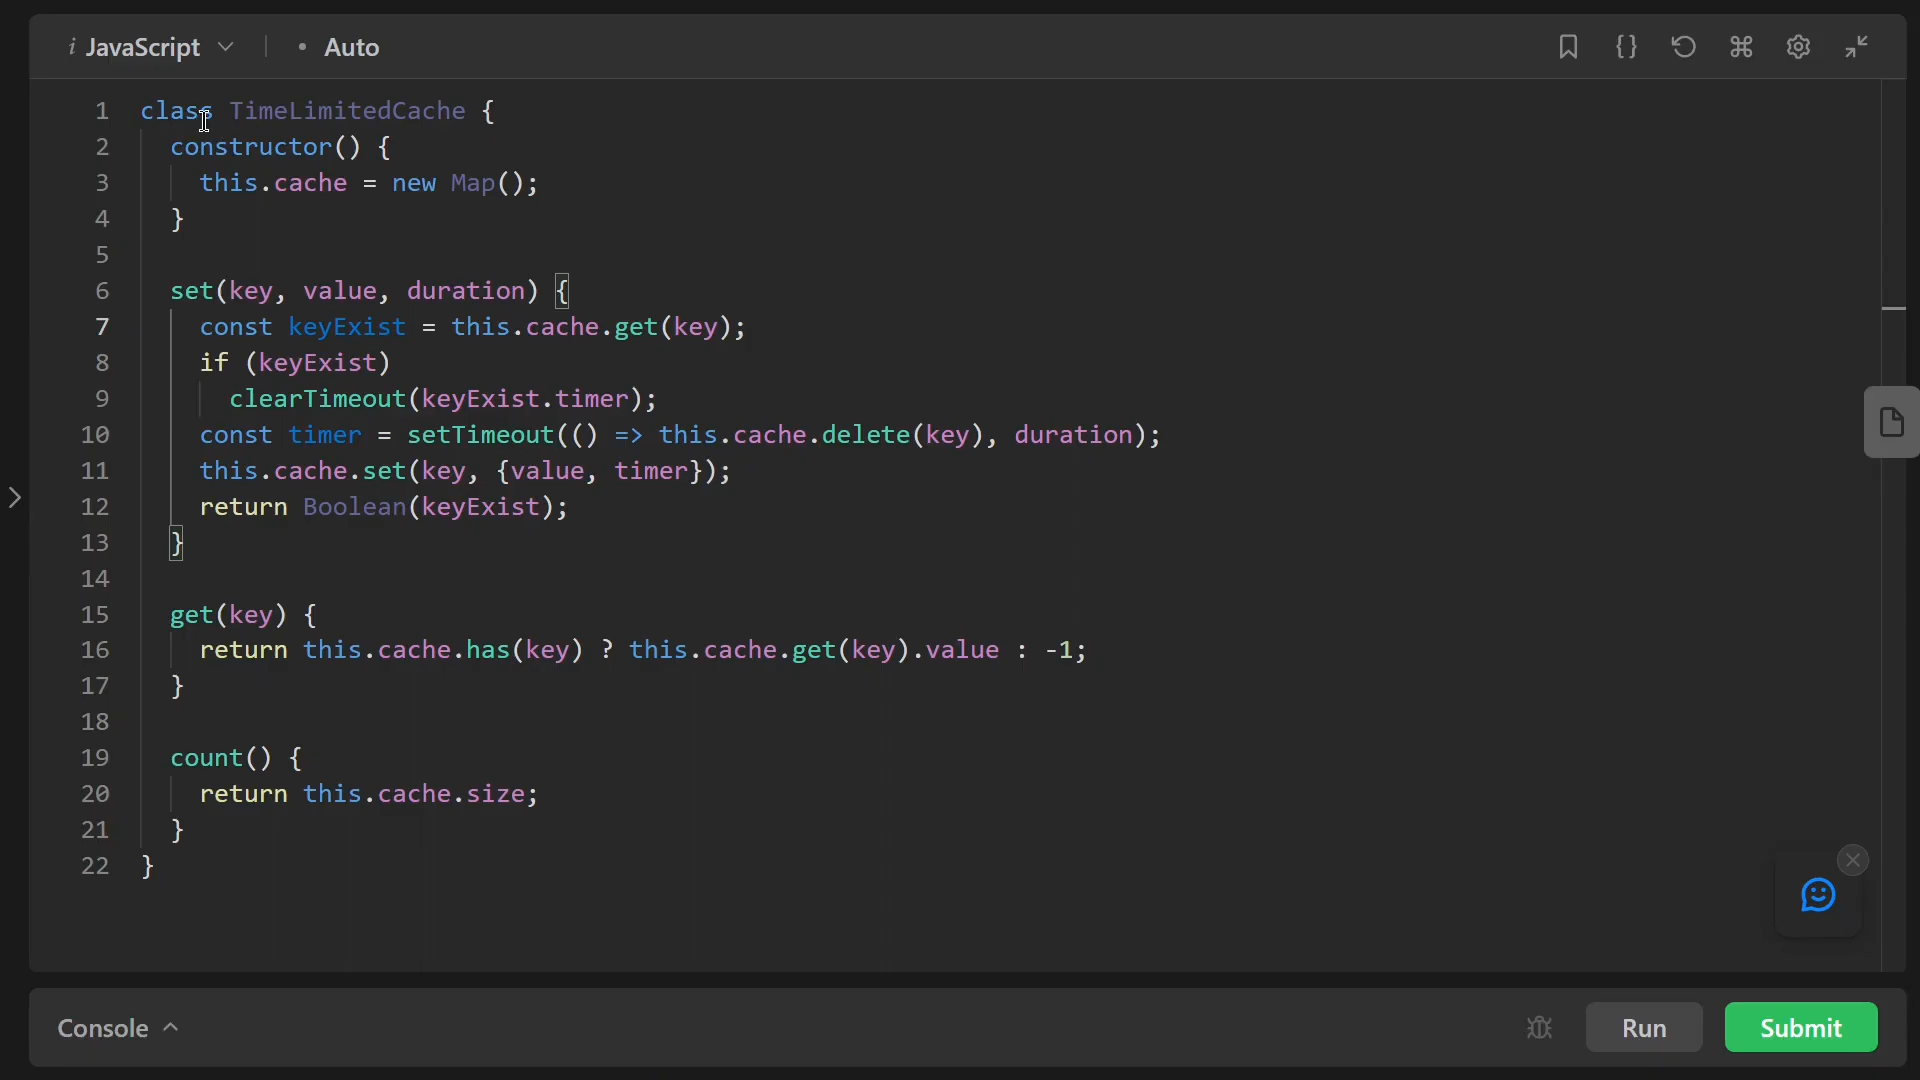 i JavaScript • Auto
1 class TimeLimitedCache {
2   constructor() {
3     this.cache = new Map();
4   }
5
6   set(key, value, duration) {
7     const keyExist = this.cache.get(key);
8     if (keyExist)
9       clearTimeout(keyExist.timer);
10     const timer = setTimeout(() => this.cache.delete(key), duration);
11     this.cache.set(key, {value, timer});
12     return Boolean(keyExist);
13   }
14
15   get(key) {
16     return this.cache.has(key) ? this.cache.get(key).value : -1;
17   }
18
19   count() {
20     return this.cache.size;
21   }
22 }
Console Run Submit